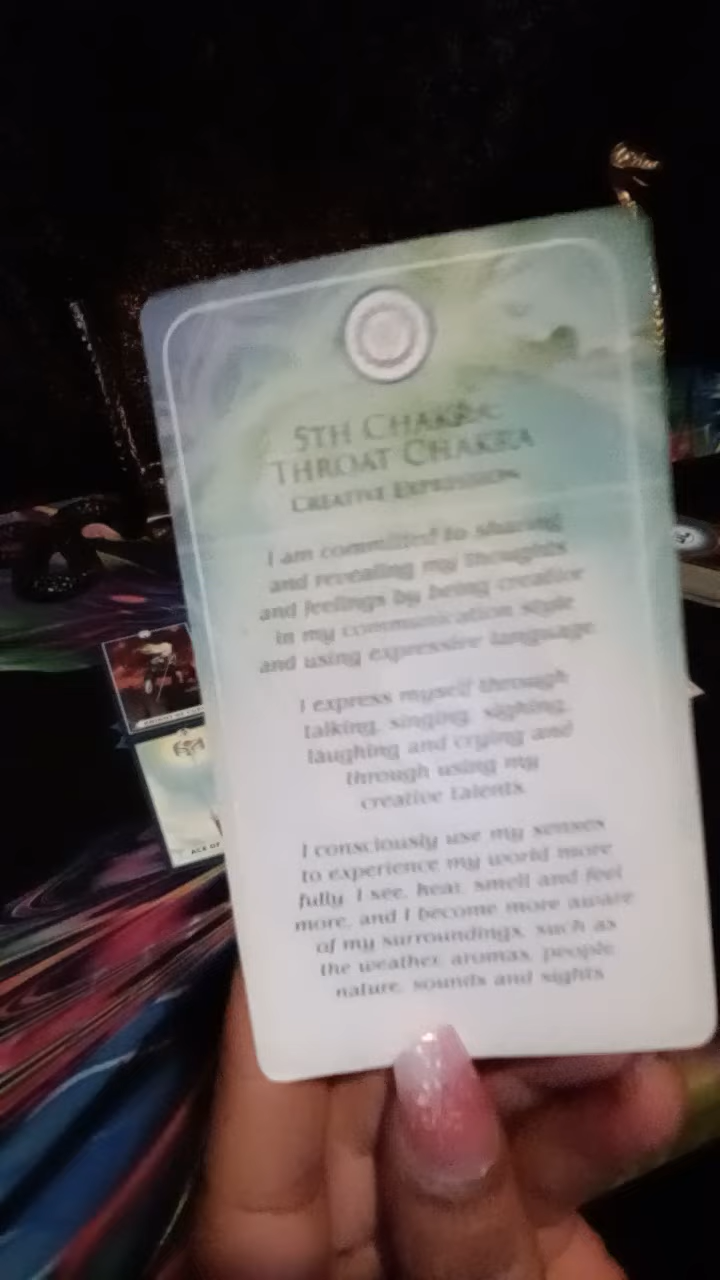 5TH CHAKRA:
THROAT CHAKRA
CREATIVE EXPRESSION
I am committed to sharing
and revealing my thoughts
and feelings by being creative
in my communication style
and using expressive language.
I express myself through
talking, singing, sighing,
laughing and crying and
through using my
creative talents.
I consciously use my senses
to experience my world more
fully. I see, hear, smell and feel
more, and I become more aware
of my surroundings, such as
the weather, aromas, people,
nature, sounds and sights.
ACE OF